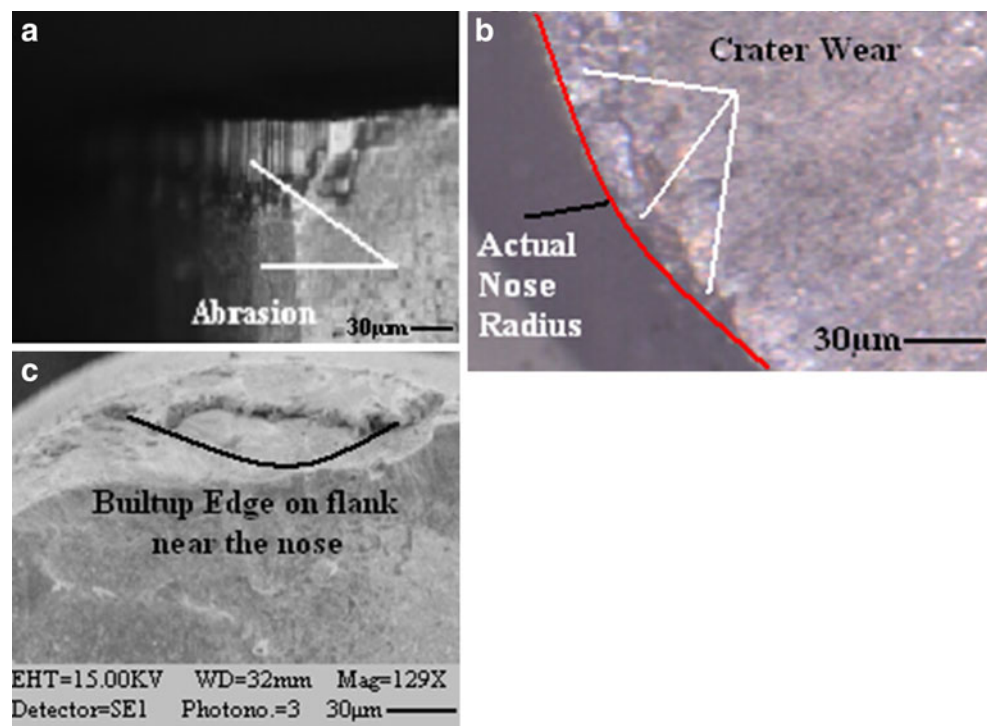 a
Abrasion
30μm
b
Crater Wear
Actual
Nose
Radius
30μm
c
Builtup Edge on flank
near the nose
EHT=15.00KV WD=32mm Mag=129X
Detector=SE1 Photono.=3 30μm